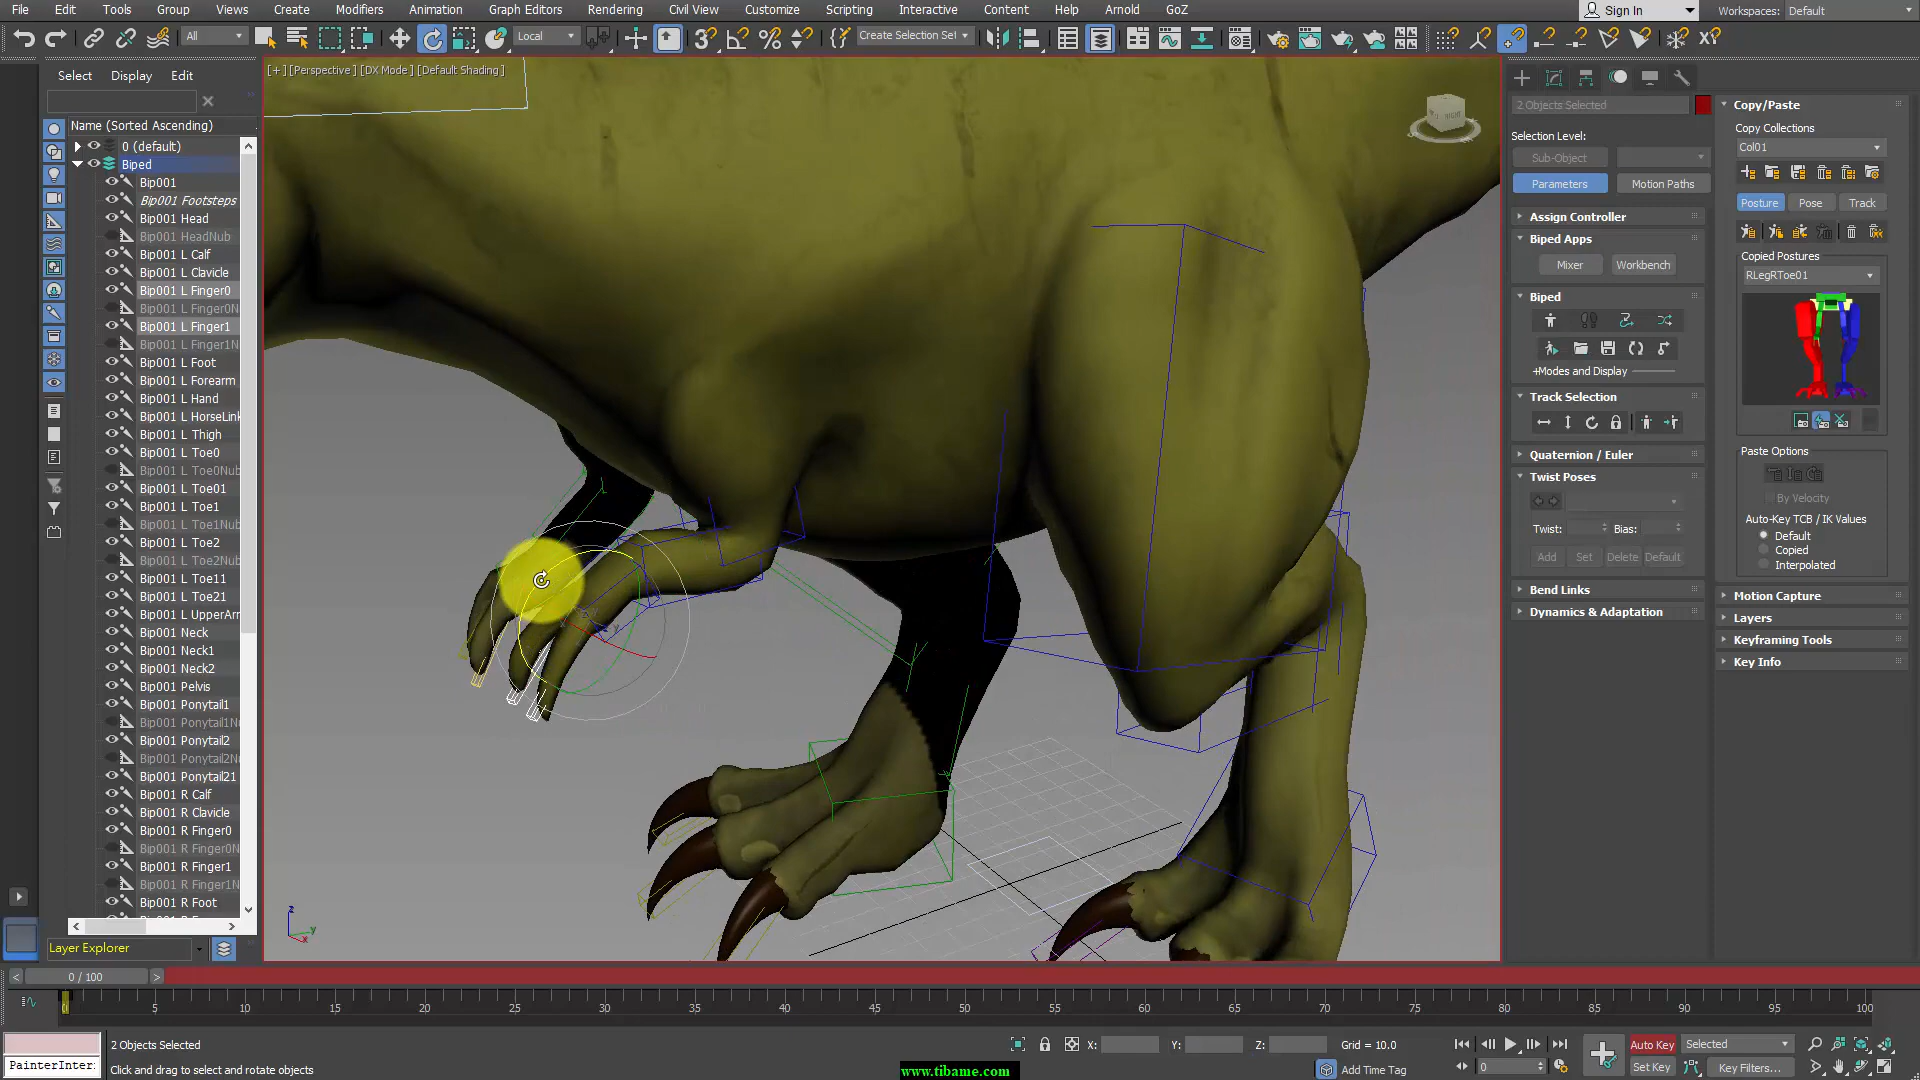 File Edit Tools Group Views Create Modifiers Animation Graph Editors Rendering Civil View Customize Scripting Interactive Content Help Arnold GoZ Sign In Workspaces: Default
All Local Create Selection Set
Select Display Edit
[+] [Perspective] [DX Mode] [Default Shading]
Name (Sorted Ascending)
0 (default)
Biped
Bip001
Bip001 Footsteps
Bip001 Head
Bip001 HeadNub
Bip001 L Calf
Bip001 L Clavicle
Bip001 L Finger0
Bip001 L Finger0N
Bip001 L Finger1
Bip001 L Finger1N
Bip001 L Foot
Bip001 L Forearm
Bip001 L Hand
Bip001 L HorseLink
Bip001 L Thigh
Bip001 L Toe0
Bip001 L Toe0Nub
Bip001 L Toe01
Bip001 L Toe1
Bip001 L Toe1Nub
Bip001 L Toe2
Bip001 L Toe2Nub
Bip001 L Toe11
Bip001 L Toe21
Bip001 L UpperArr
Bip001 Neck
Bip001 Neck1
Bip001 Neck2
Bip001 Pelvis
Bip001 Ponytail1
Bip001 Ponytail1N
Bip001 Ponytail2
Bip001 Ponytail2N
Bip001 Ponytail21
Bip001 R Calf
Bip001 R Clavicle
Bip001 R Finger0
Bip001 R Finger0N
Bip001 R Finger1
Bip001 R Finger1N
Bip001 R Foot
Layer Explorer
2 Objects Selected
Selection Level:
Sub-Object
Parameters Motion Paths
Assign Controller
Biped Apps
Mixer Workbench
Biped
+Modes and Display
Track Selection
Quaternion / Euler
Twist Poses
Twist: Bias:
Add Set Delete Default
Bend Links
Dynamics & Adaptation
Copy/Paste
Copy Collections
Col01
Posture Pose Track
Copied Postures
RLegRToe01
Paste Options
By Velocity
Auto-Key TCB / IK Values
Default
Copied
Interpolated
Motion Capture
Layers
Keyframing Tools
Key Info
z y x
< 0 / 100 >
0 5 10 15 20 25 30 35 40 45 50 55 60 65 70 75 80 85 90 95 100
2 Objects Selected X: Y: Z: Grid = 10.0 Auto Key Selected
PainterInter: Click and drag to select and rotate objects www.tibame.com Add Time Tag 0 Set Key Key Filters...